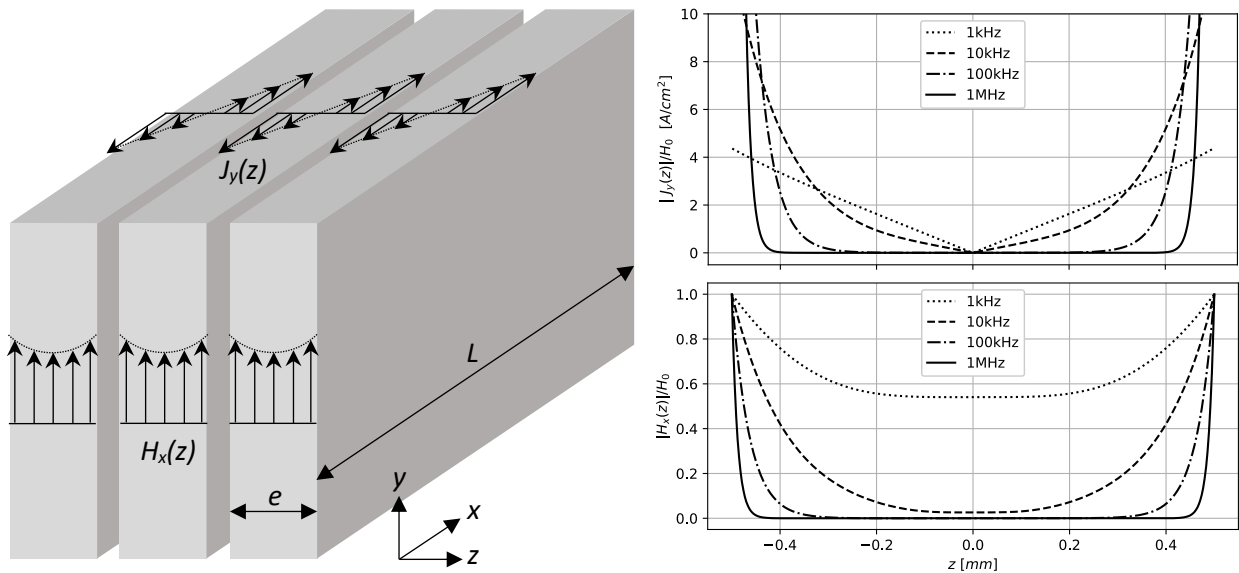 J_y(z)
H_x(z)
L
e
y
x
z
10
8
6
4
2
0
|J_y(z)|/H_0 [A/cm^2]
1kHz
10kHz
100kHz
1MHz
1.0
0.8
0.6
0.4
0.2
0.0
|H_x(z)|/H_0
1kHz
10kHz
100kHz
1MHz
−0.4 −0.2 0.0 0.2 0.4
z [mm]